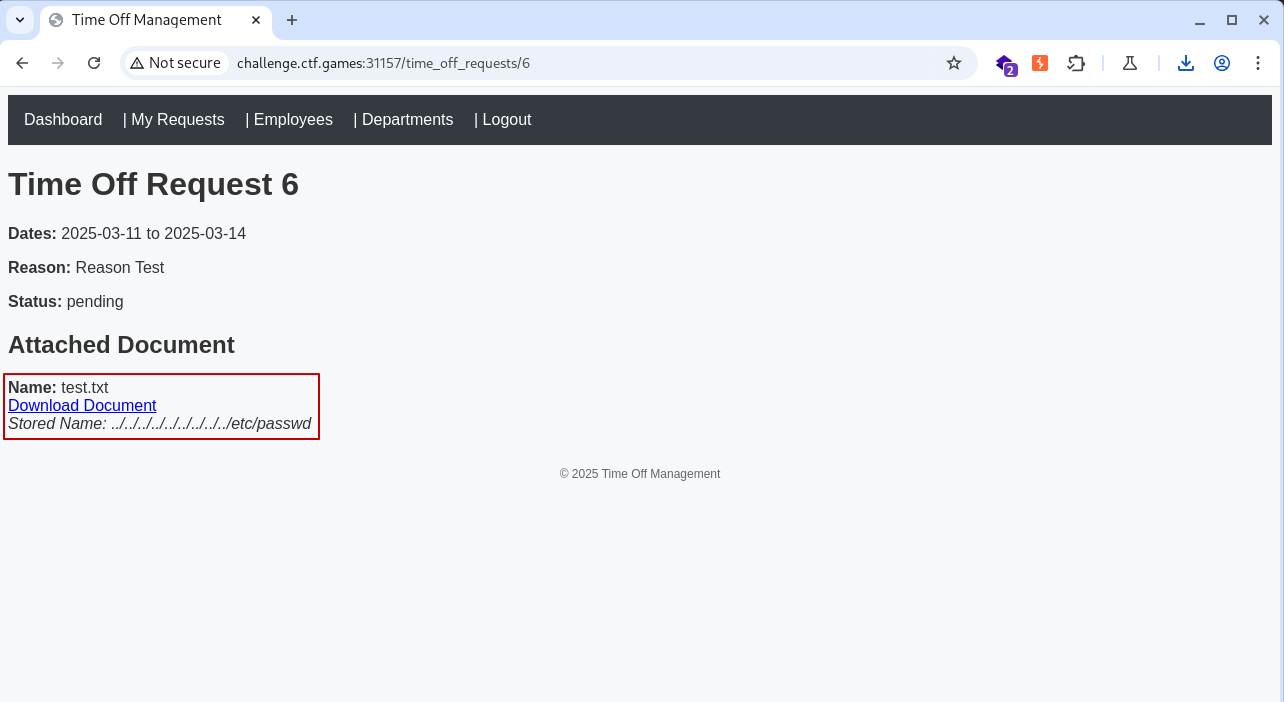 Time Off Management
Not secure challenge.ctf.games:31157/time_off_requests/6
2
Dashboard | My Requests | Employees | Departments | Logout
Time Off Request 6
Dates: 2025-03-11 to 2025-03-14
Reason: Reason Test
Status: pending
Attached Document
Name: test.txt
Download Document
Stored Name: ../../../../../../../../../etc/passwd
© 2025 Time Off Management